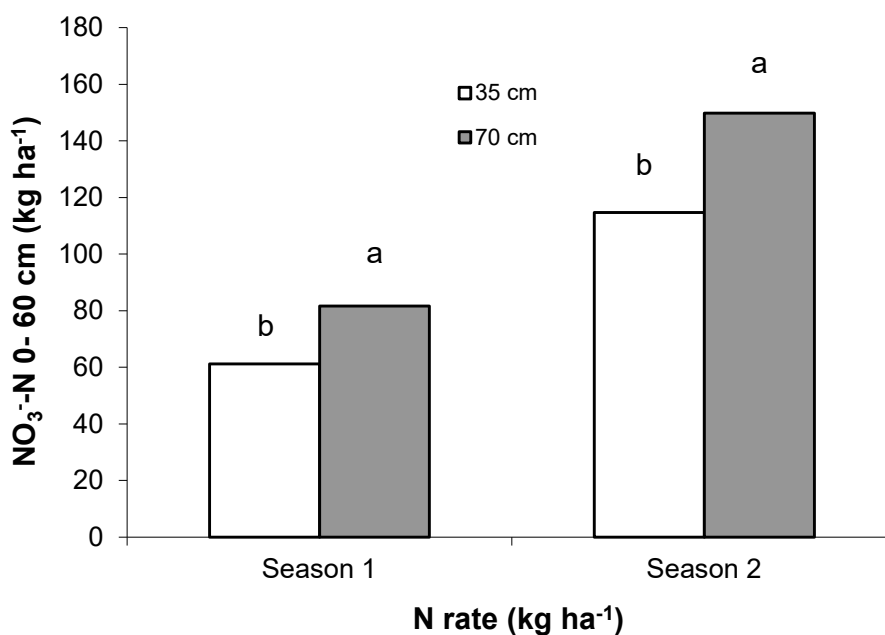 180
160
140
120
100
80
60
40
20
0
NO₃⁻-N 0- 60 cm (kg ha⁻¹)
35 cm
70 cm
b
a
b
a
Season 1
Season 2
N rate (kg ha⁻¹)